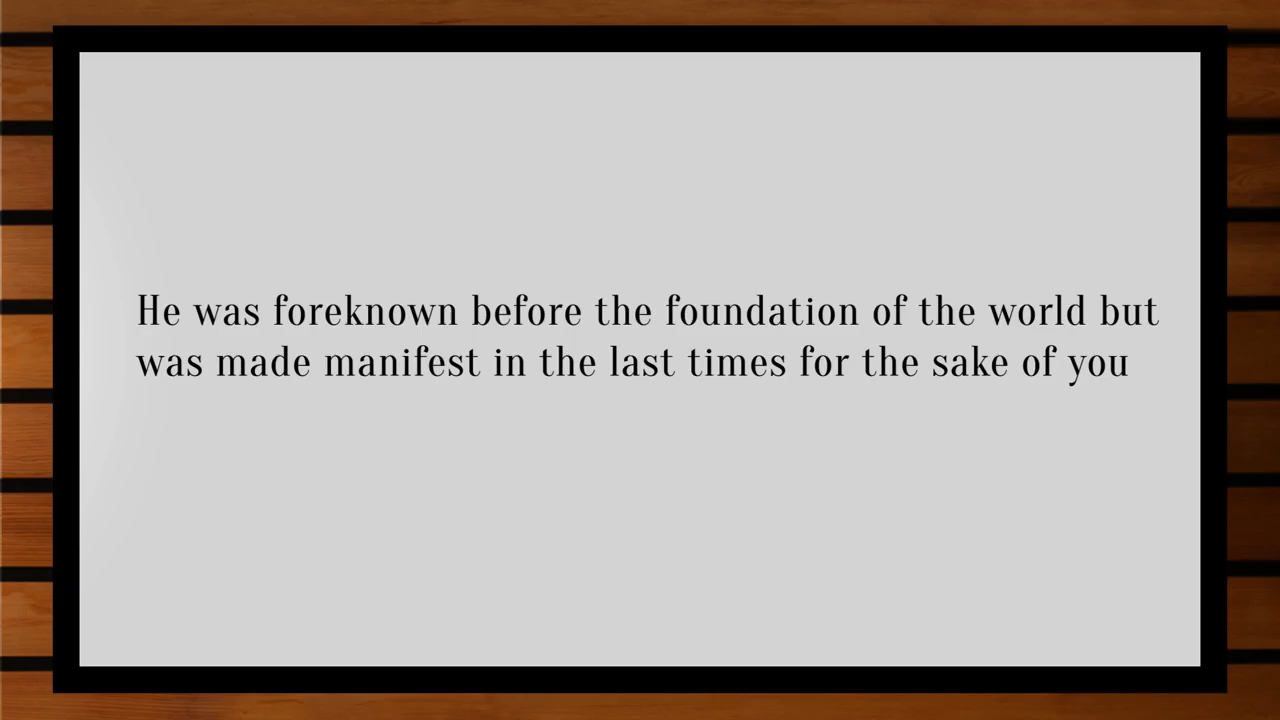 He was foreknown before the foundation of the world but
was made manifest in the last times for the sake of you